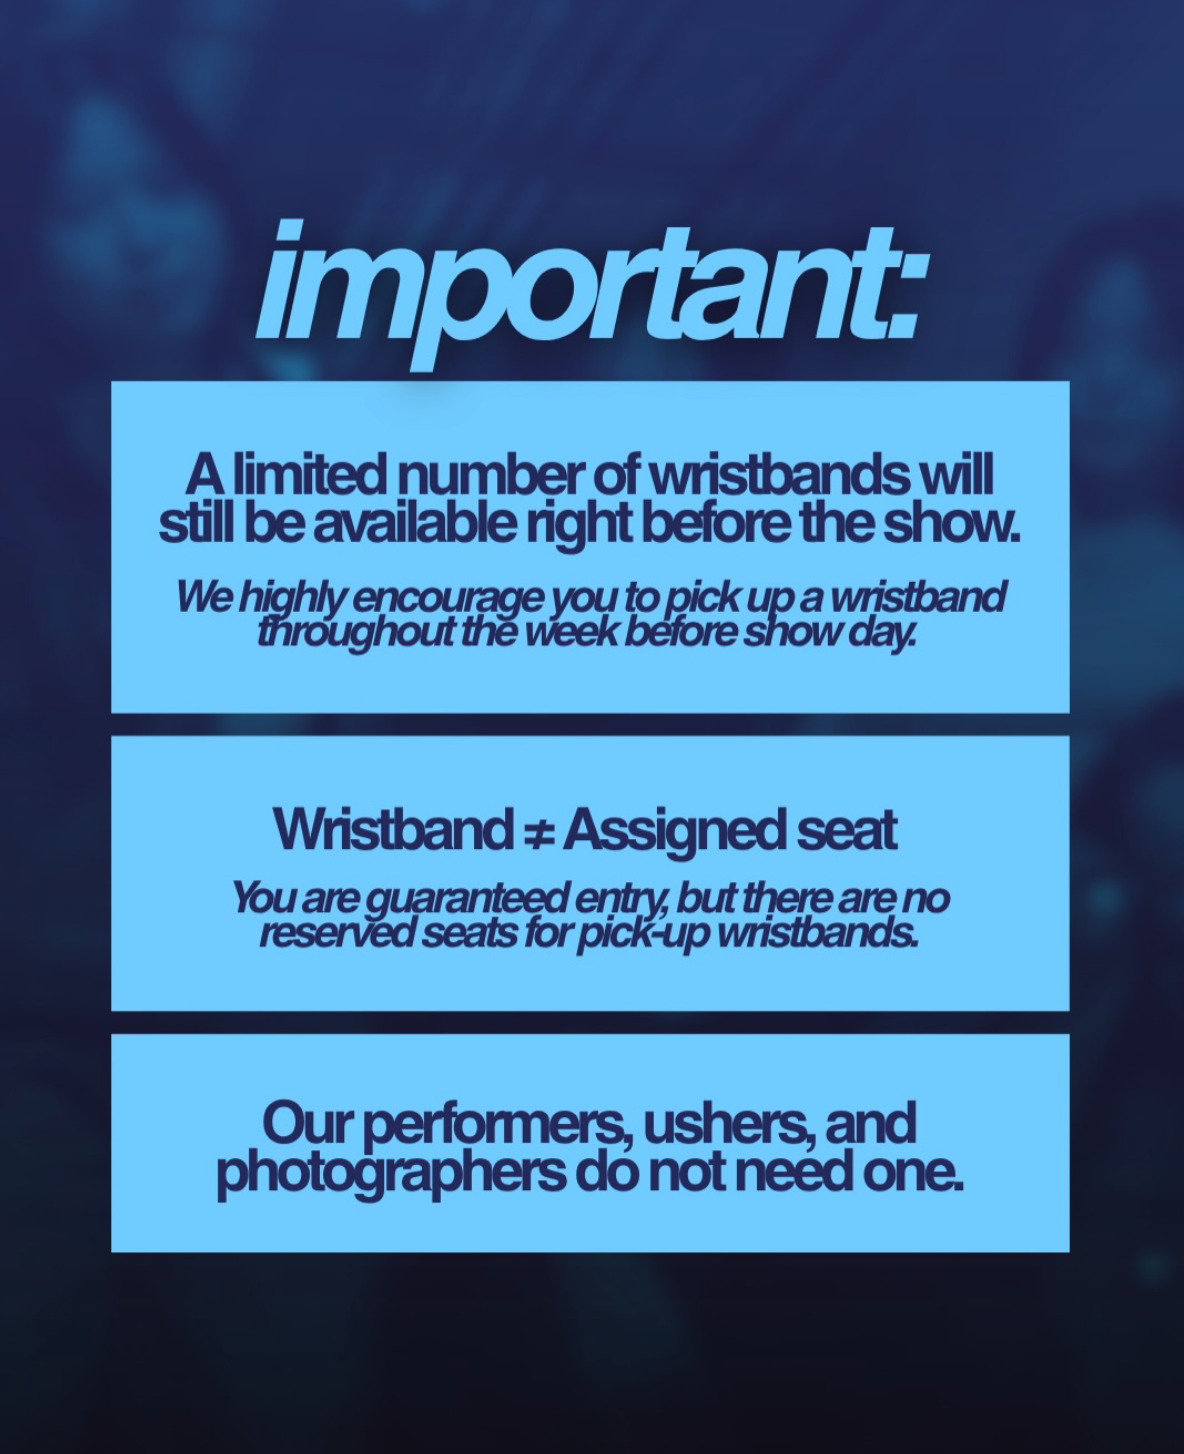 important:
A limited number of wristbands will
still be available right before the show.
We highly encourage you to pick up a wristband
throughout the week before show day.
Wristband ≠ Assigned seat
You are guaranteed entry, but there are no
reserved seats for pick-up wristbands.
Our performers, ushers, and
photographers do not need one.